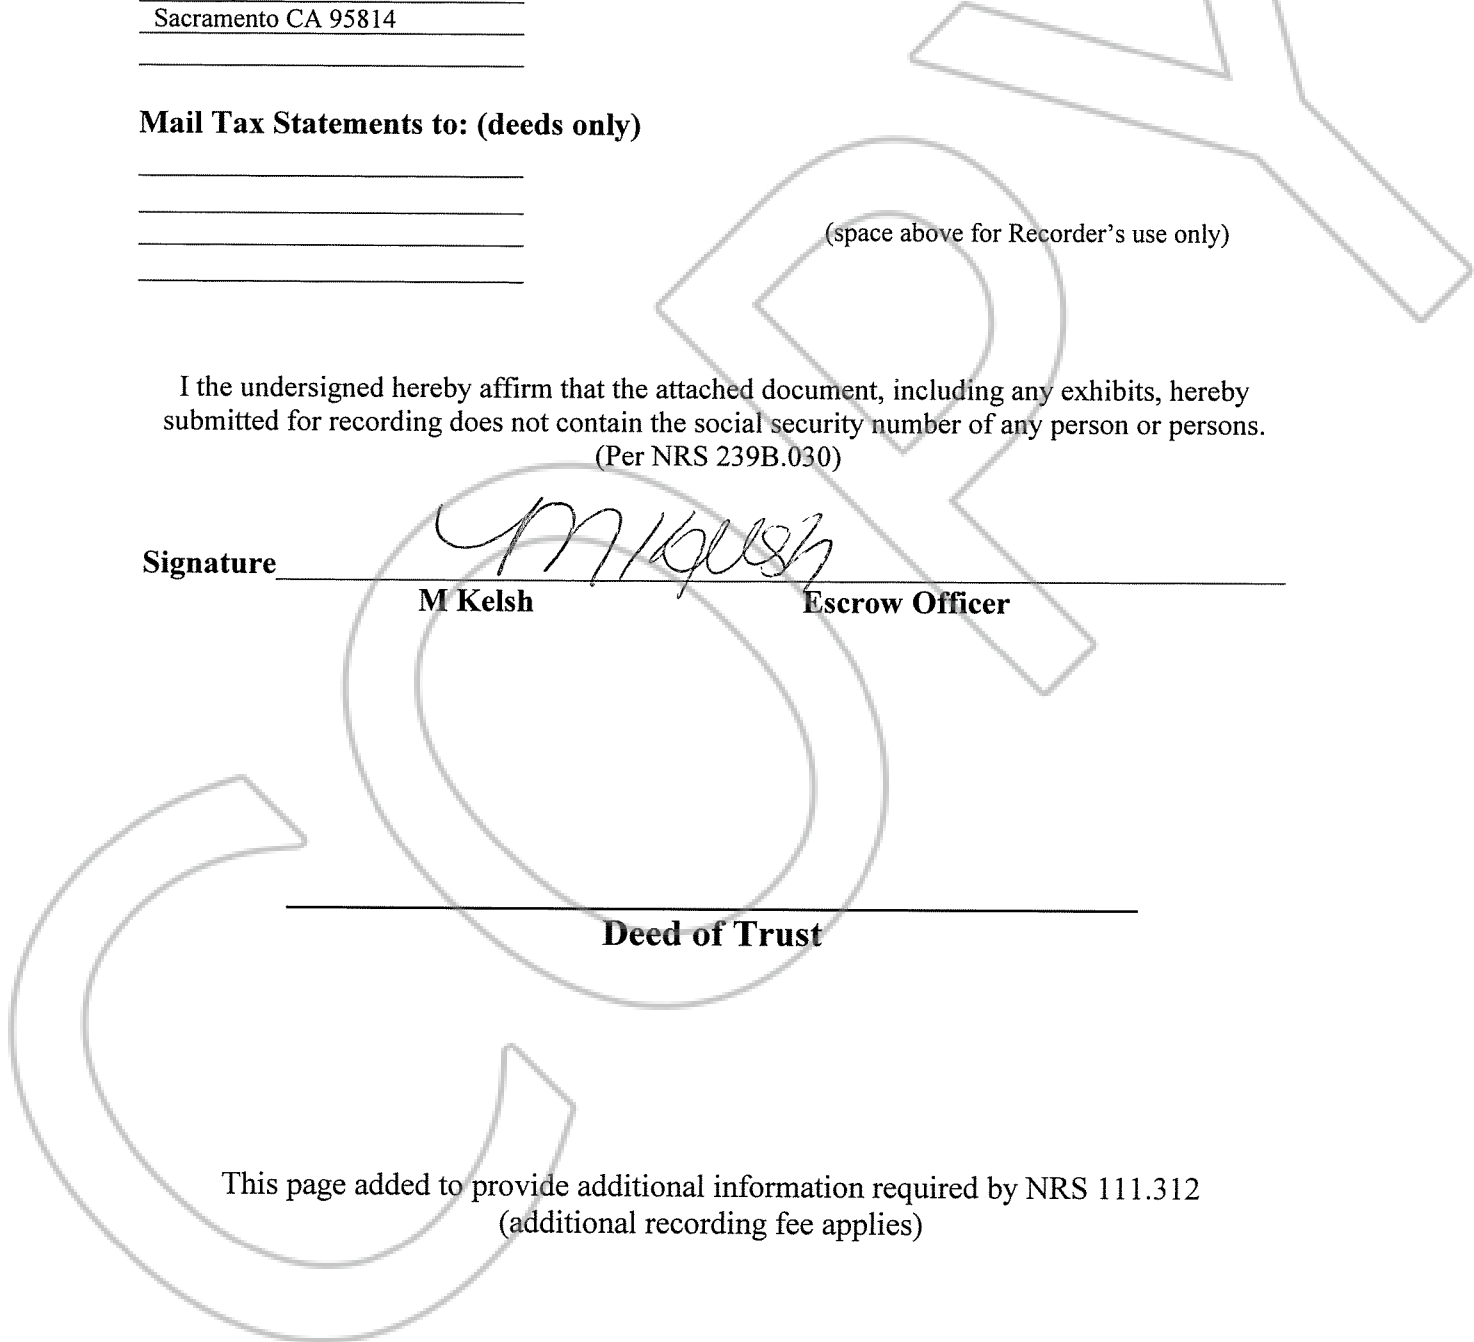 Sacramento CA 95814
Mail Tax Statements to: (deeds only)
(space above for Recorder's use only)
I the undersigned hereby affirm that the attached document, including any exhibits, hereby
submitted for recording does not contain the social security number of any person or persons.
(Per NRS 239B.030)
Signature M Kelsh
M Kelsh Escrow Officer
Deed of Trust
This page added to provide additional information required by NRS 111.312
(additional recording fee applies)
COPY